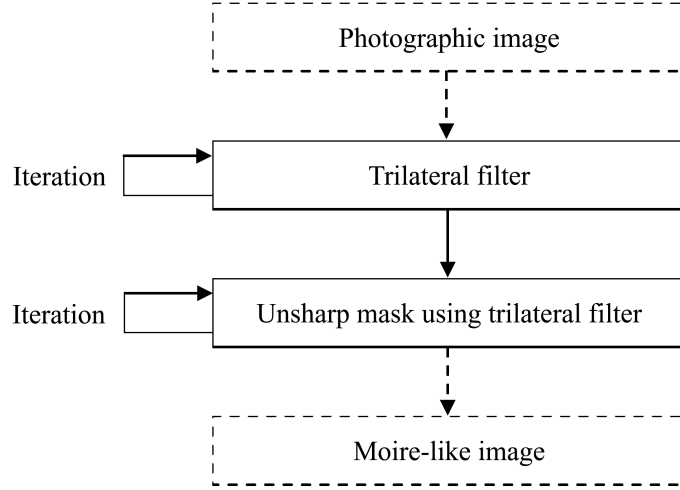 Photographic image
Iteration
Trilateral filter
Iteration
Unsharp mask using trilateral filter
Moire-like image